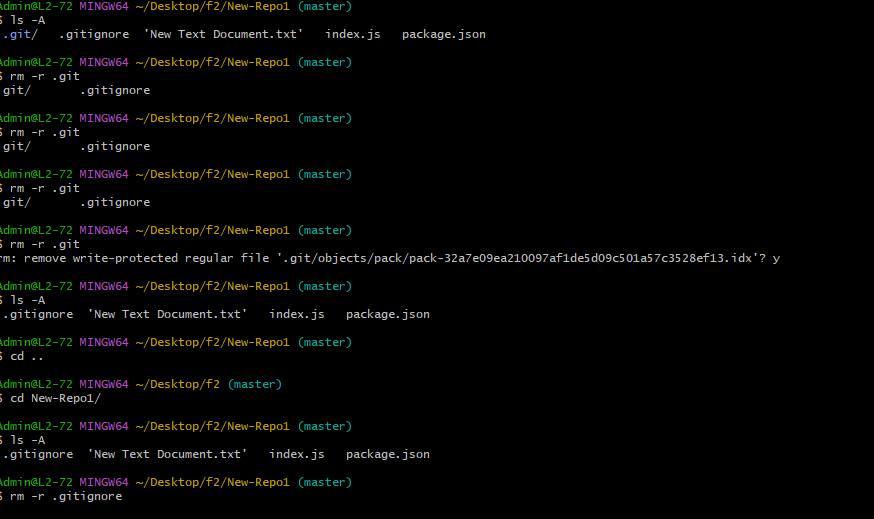 Admin@L2-72 MINGW64 ~/Desktop/f2/New-Repo1 (master)
$ ls -A
.git/   .gitignore  'New Text Document.txt'   index.js   package.json

Admin@L2-72 MINGW64 ~/Desktop/f2/New-Repo1 (master)
$ rm -r .git
.git/       .gitignore

Admin@L2-72 MINGW64 ~/Desktop/f2/New-Repo1 (master)
$ rm -r .git
.git/       .gitignore

Admin@L2-72 MINGW64 ~/Desktop/f2/New-Repo1 (master)
$ rm -r .git
.git/       .gitignore

Admin@L2-72 MINGW64 ~/Desktop/f2/New-Repo1 (master)
$ rm -r .git
rm: remove write-protected regular file '.git/objects/pack/pack-32a7e09ea210097af1de5d09c501a57c3528ef13.idx'? y

Admin@L2-72 MINGW64 ~/Desktop/f2/New-Repo1 (master)
$ ls -A
.gitignore  'New Text Document.txt'   index.js   package.json

Admin@L2-72 MINGW64 ~/Desktop/f2/New-Repo1 (master)
$ cd ..

Admin@L2-72 MINGW64 ~/Desktop/f2 (master)
$ cd New-Repo1/

Admin@L2-72 MINGW64 ~/Desktop/f2/New-Repo1 (master)
$ ls -A
.gitignore  'New Text Document.txt'   index.js   package.json

Admin@L2-72 MINGW64 ~/Desktop/f2/New-Repo1 (master)
$ rm -r .gitignore